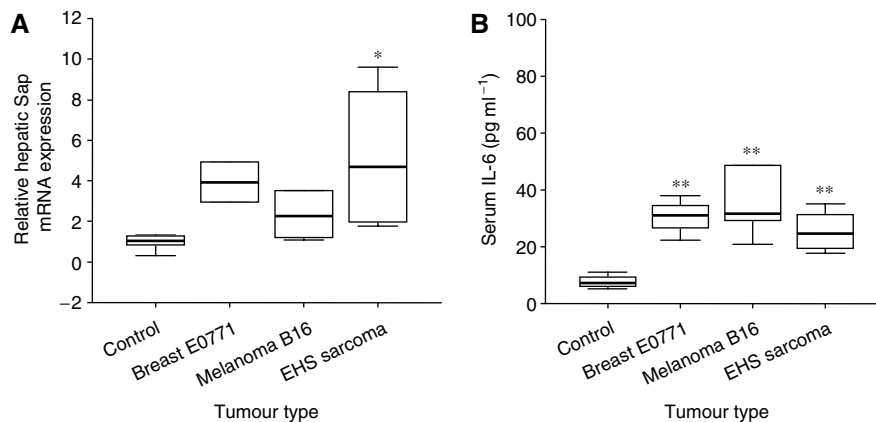 A
Relative hepatic Sap
mRNA expression
12
10
8
6
4
2
0
−2
*
Control
Breast E0771
Melanoma B16
EHS sarcoma
Tumour type
B
Serum IL-6 (pg ml⁻¹)
100
80
60
40
20
0
**
**
**
Control
Breast E0771
Melanoma B16
EHS sarcoma
Tumour type